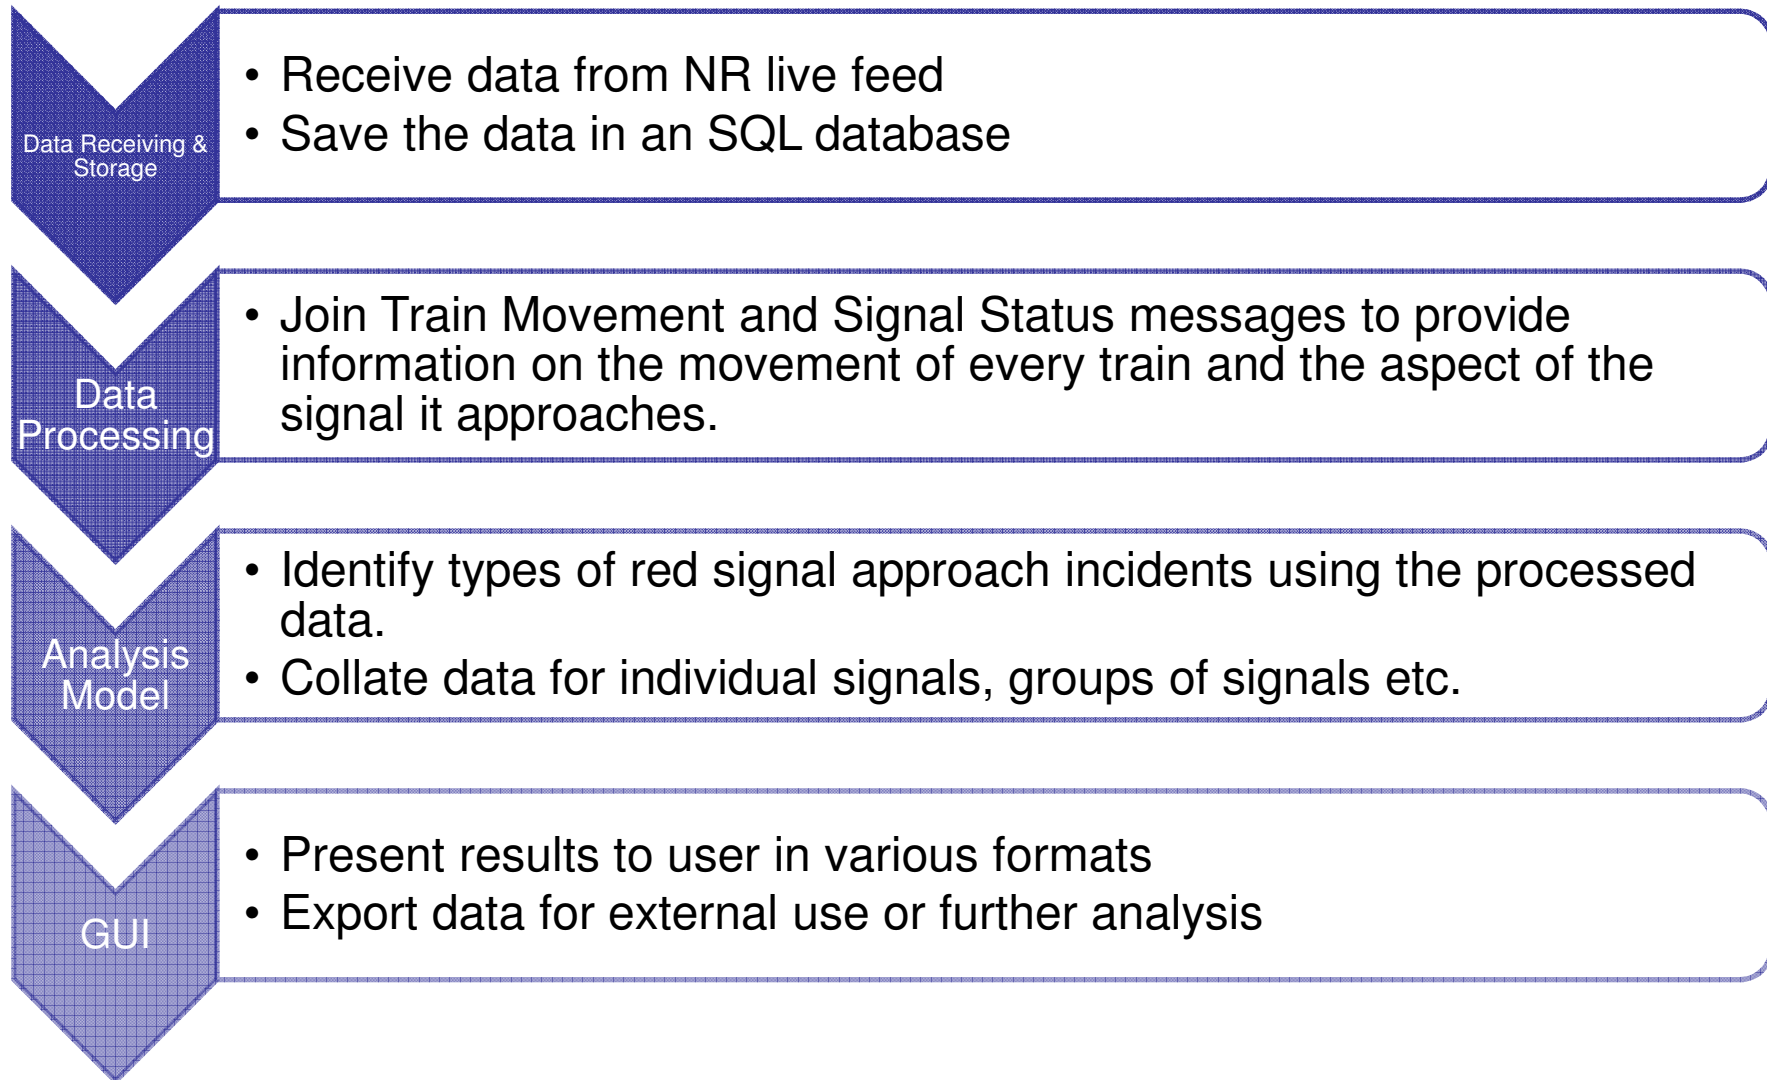 Data Receiving &
Storage
• Receive data from NR live feed
• Save the data in an SQL database
Data
Processing
• Join Train Movement and Signal Status messages to provide
information on the movement of every train and the aspect of the
signal it approaches.
Analysis
Model
• Identify types of red signal approach incidents using the processed
data.
• Collate data for individual signals, groups of signals etc.
GUI
• Present results to user in various formats
• Export data for external use or further analysis